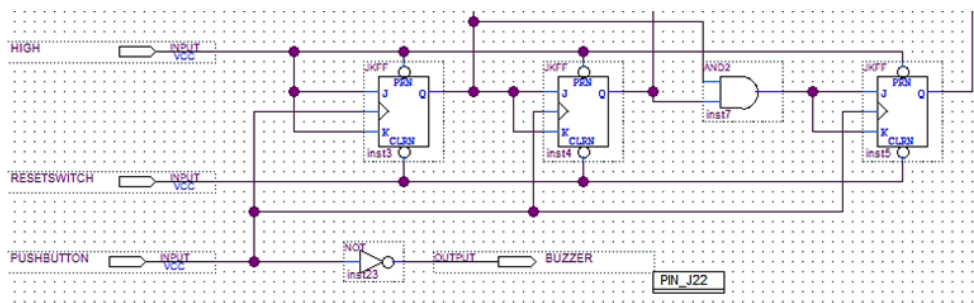 HIGH INPUT VCC
JKFF PRN J Q K CLRN inst3
JKFF PRN J Q K CLRN inst4
AND2 inst7
JKFF PRN J Q K CLRN inst5
RESETSWITCH INPUT VCC
PUSHBUTTON INPUT VCC
NOT inst23
OUTPUT BUZZER
PIN_J22